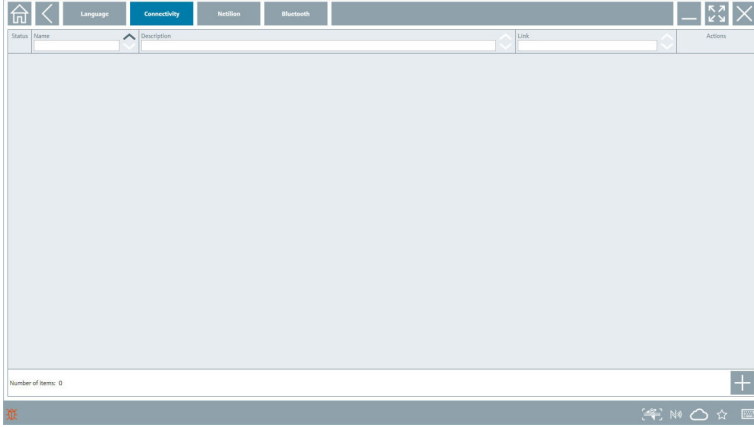 Language Connectivity Netilion Bluetooth
Status Name Description Link Actions
Number of items: 0